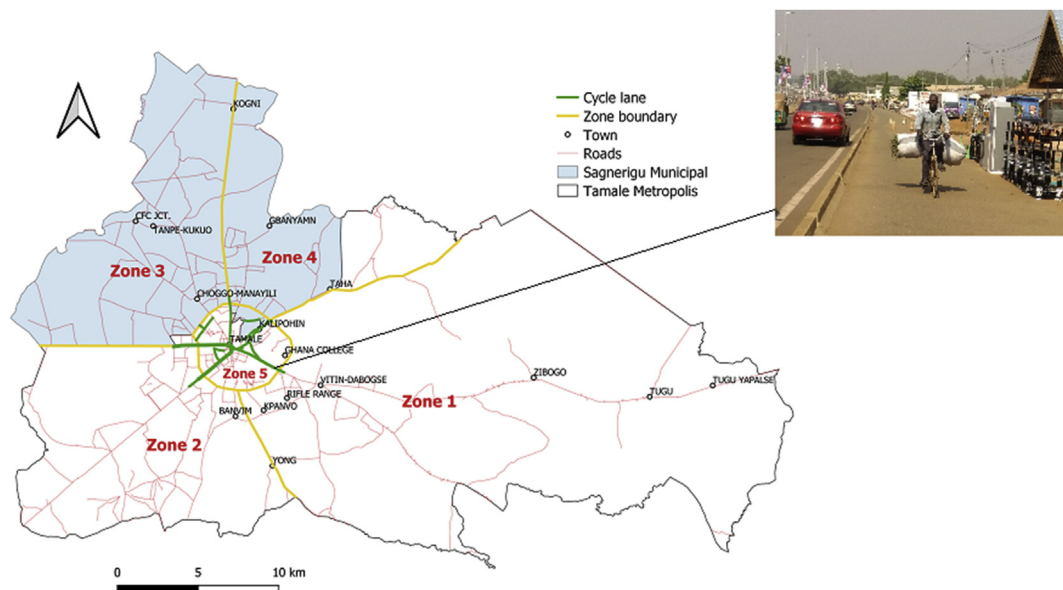 Cycle lane
Zone boundary
Town
Roads
Sagnerigu Municipal
Tamale Metropolis
KOGNI
CFC JCT.
TANPE-KUKUO
GBANYAMN
Zone 3
Zone 4
TAHA
CHOGGO-MANAYILI
KALIPOHIN
TAMALE
GHANA COLLEGE
Zone 5
VITIN-DABOGSE
ZIBOGO
TUGU
TUGU YAPALSE
RIFLE RANGE
Zone 1
KPANVO
BANVIM
Zone 2
YONG
0 5 10 km